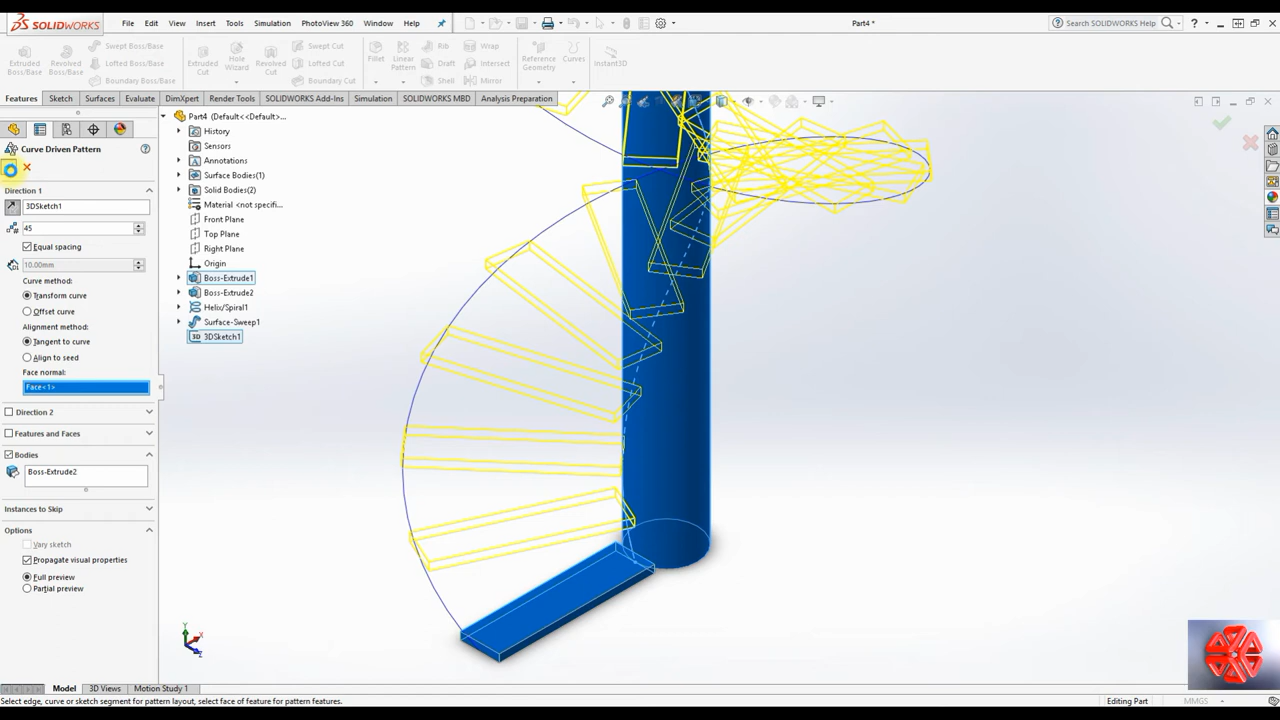 SOLIDWORKS File Edit View Insert Tools Simulation PhotoView 360 Window Help Part4 * Search SOLIDWORKS Help
Extruded Boss/Base
Revolved Boss/Base
Swept Boss/Base
Lofted Boss/Base
Boundary Boss/Base
Extruded Cut
Hole Wizard
Revolved Cut
Swept Cut
Lofted Cut
Boundary Cut
Fillet
Linear Pattern
Rib
Draft
Shell
Wrap
Intersect
Mirror
Reference Geometry
Curves
Instant3D
Features Sketch Surfaces Evaluate DimXpert Render Tools SOLIDWORKS Add-Ins Simulation SOLIDWORKS MBD Analysis Preparation
Curve Driven Pattern
Direction 1
3DSketch1
45
Equal spacing
10.00mm
Curve method:
Transform curve
Offset curve
Alignment method:
Tangent to curve
Align to seed
Face normal:
Face<1>
Direction 2
Features and Faces
Bodies
Boss-Extrude2
Instances to Skip
Options
Vary sketch
Propagate visual properties
Full preview
Partial preview
Part4 (Default<<Default>...
History
Sensors
Annotations
Surface Bodies(1)
Solid Bodies(2)
Material <not specifi...
Front Plane
Top Plane
Right Plane
Origin
Boss-Extrude1
Boss-Extrude2
Helix/Spiral1
Surface-Sweep1
3D 3DSketch1
Y
X
Z
Model 3D Views Motion Study 1
Select edge, curve or sketch segment for pattern layout, select face of feature for pattern features. Editing Part MMGS